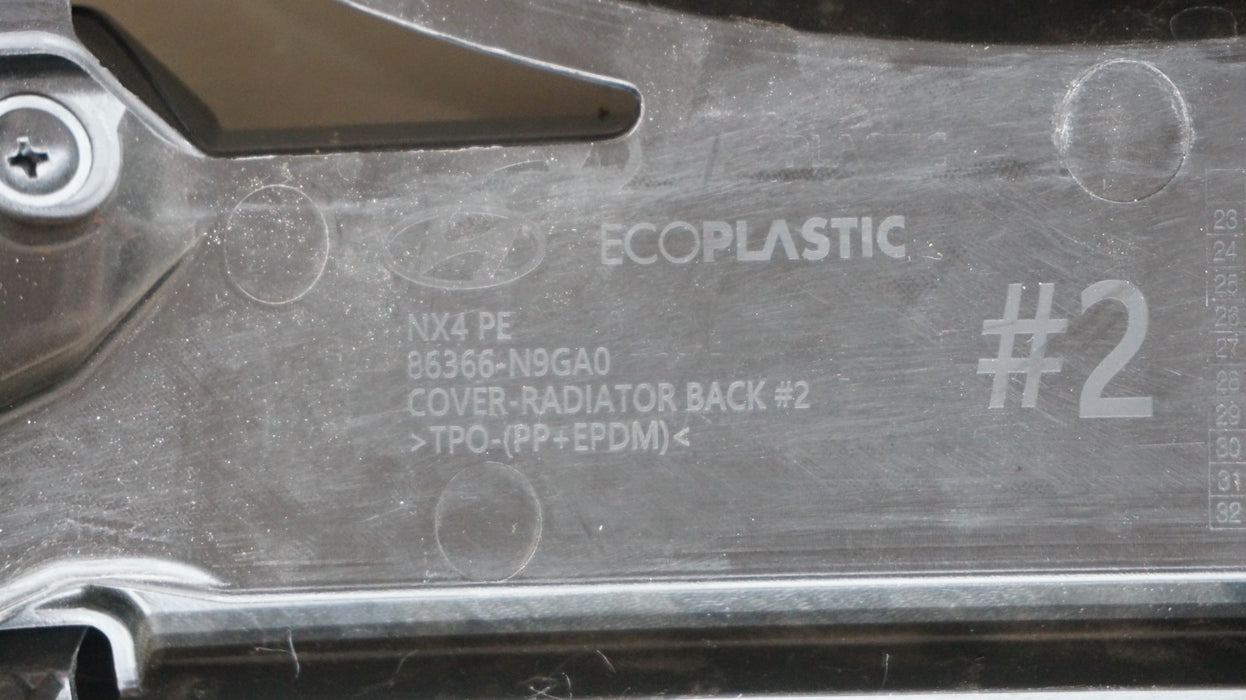 ECOPLASTIC
NX4 PE
86366-N9GA0
COVER-RADIATOR BACK #2
>TPO-(PP+EPDM)<
#2
23
24
25
26
27
28
29
30
31
32